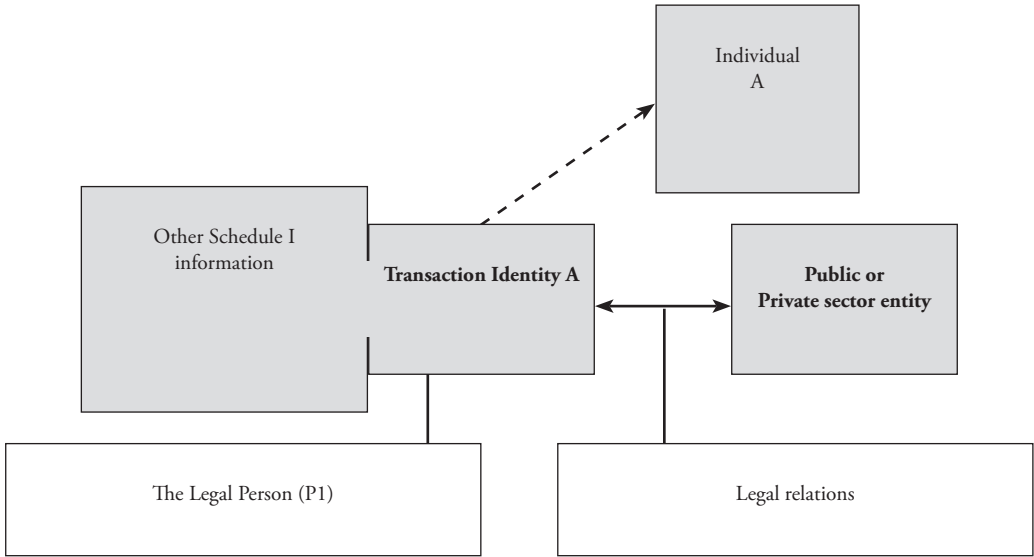 Individual
A
Other Schedule I
information
Transaction Identity A
Public or
Private sector entity
The Legal Person (P1)
Legal relations